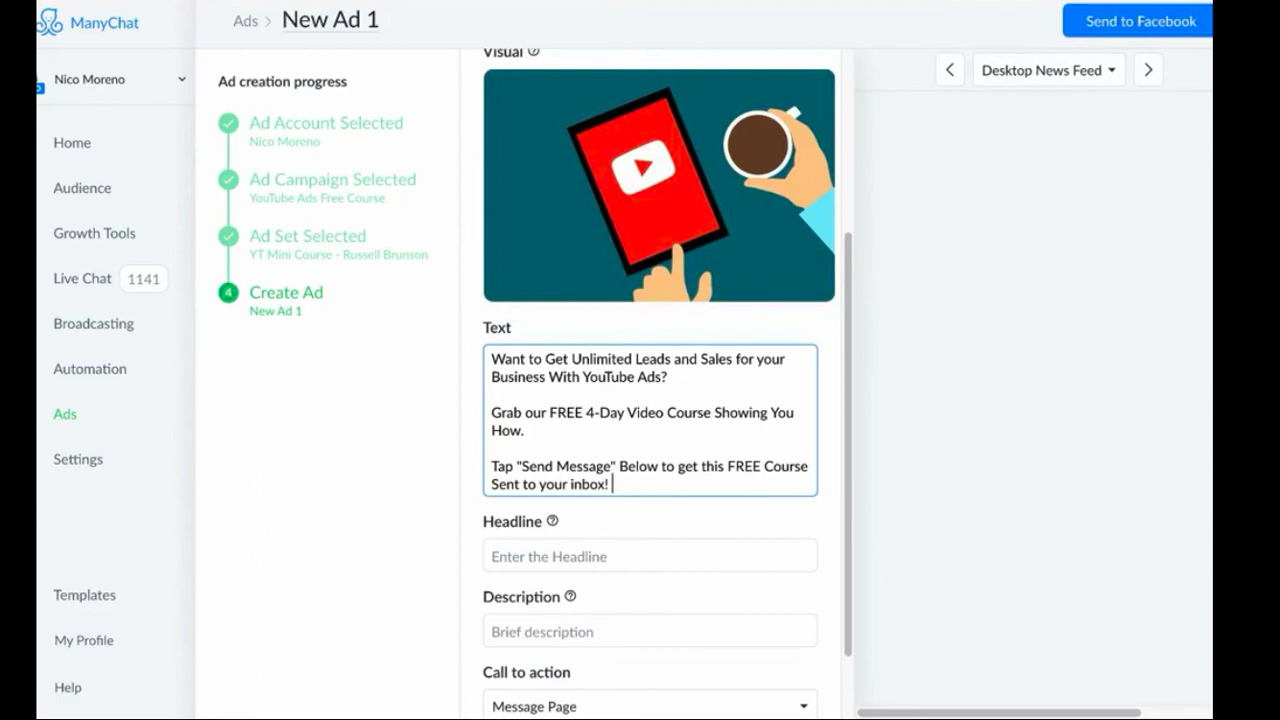 ManyChat
Ads > New Ad 1
Send to Facebook
Nico Moreno
Home
Audience
Growth Tools
Live Chat 1141
Broadcasting
Automation
Ads
Settings
Templates
My Profile
Help
Ad creation progress
Ad Account Selected
Nico Moreno
Ad Campaign Selected
YouTube Ads Free Course
Ad Set Selected
YT Mini Course - Russell Brunson
4 Create Ad
New Ad 1
Visual
Text
Want to Get Unlimited Leads and Sales for your
Business With YouTube Ads?
Grab our FREE 4-Day Video Course Showing You
How.
Tap "Send Message" Below to get this FREE Course
Sent to your inbox!
Headline
Enter the Headline
Description
Brief description
Call to action
Message Page
Desktop News Feed